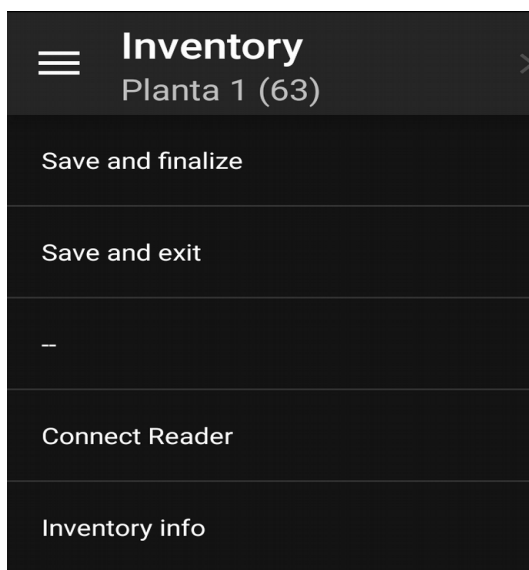 Inventory
Planta 1 (63)
Save and finalize
Save and exit
--
Connect Reader
Inventory info